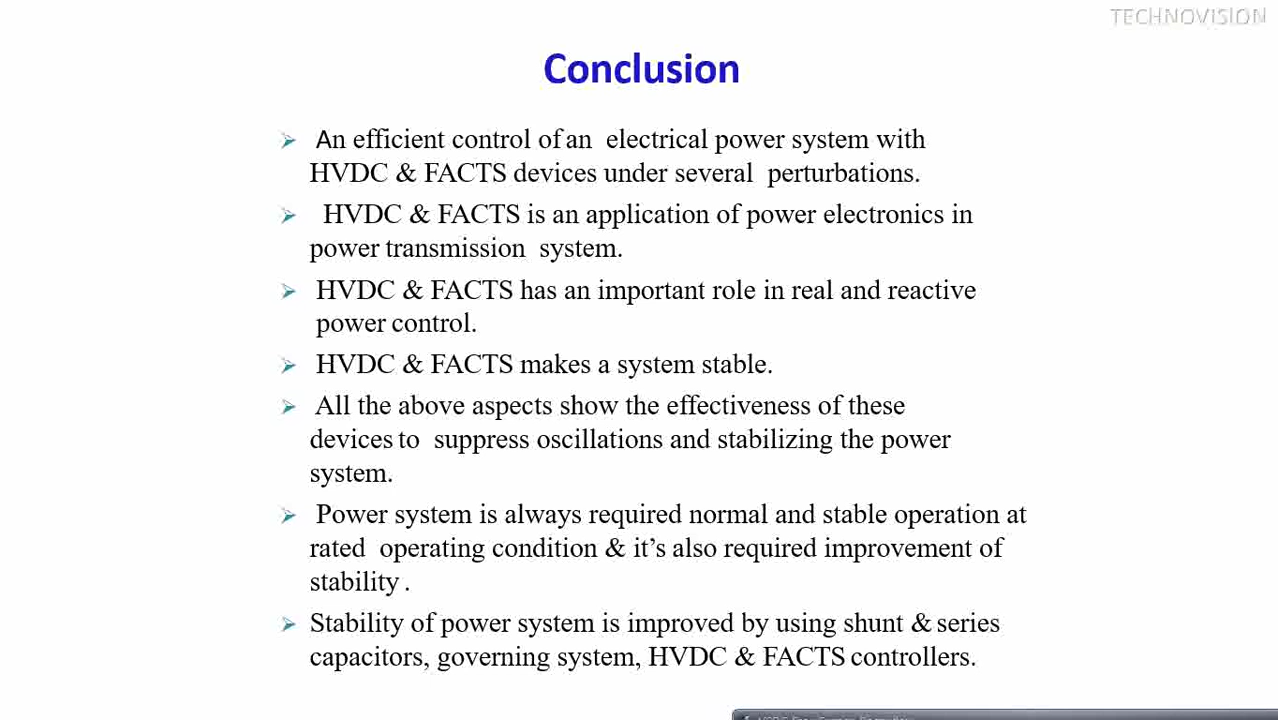 TECHNOVISION
Conclusion
An efficient control of an electrical power system with
HVDC & FACTS devices under several perturbations.
HVDC & FACTS is an application of power electronics in
power transmission system.
HVDC & FACTS has an important role in real and reactive
power control.
HVDC & FACTS makes a system stable.
All the above aspects show the effectiveness of these
devices to suppress oscillations and stabilizing the power
system.
Power system is always required normal and stable operation at
rated operating condition & it's also required improvement of
stability .
Stability of power system is improved by using shunt & series
capacitors, governing system, HVDC & FACTS controllers.